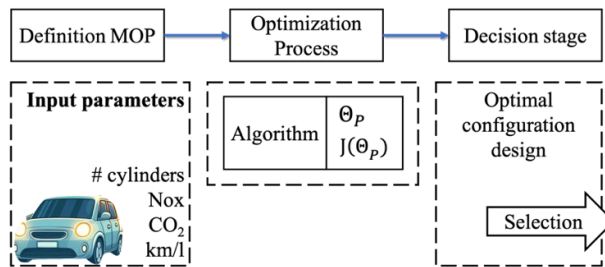 Definition MOP
Optimization
Process
Decision stage
Input parameters
# cylinders
Nox
CO₂
km/l
Algorithm
Θ_P
J(Θ_P)
Optimal
configuration
design
Selection